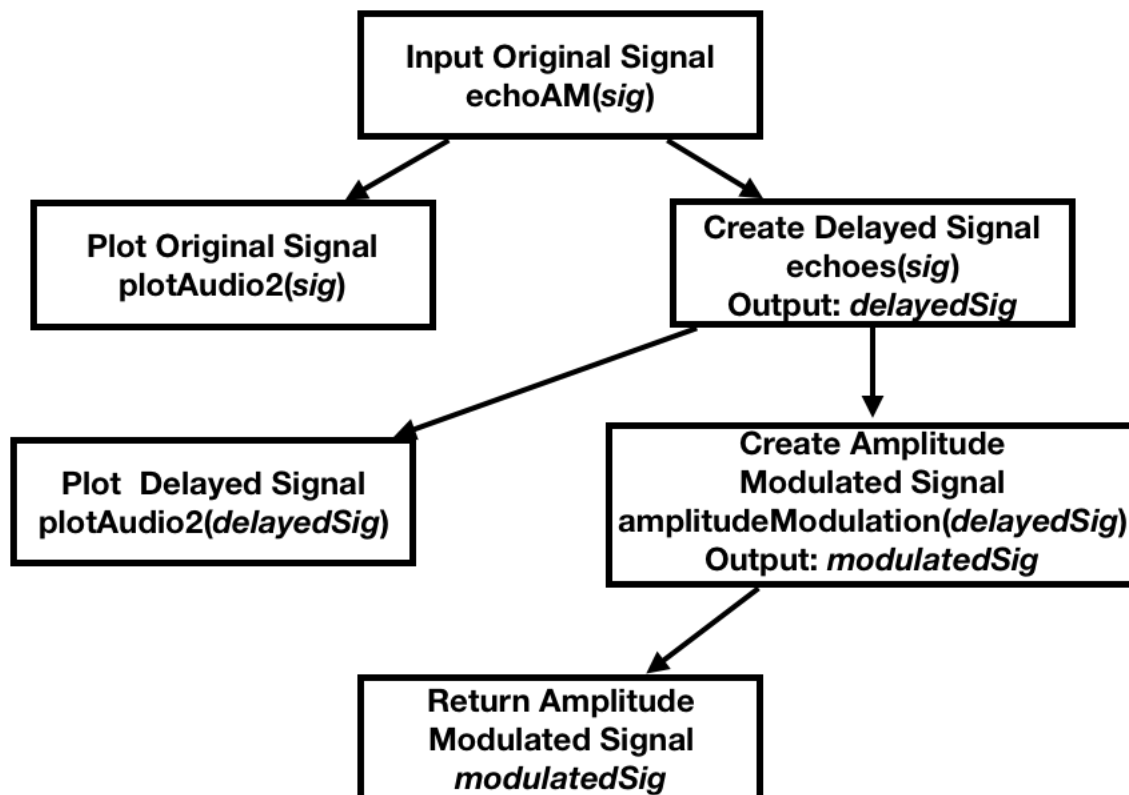 Input Original Signal
echoAM(sig)
Plot Original Signal
plotAudio2(sig)
Create Delayed Signal
echoes(sig)
Output: delayedSig
Plot  Delayed Signal
plotAudio2(delayedSig)
Create Amplitude
Modulated Signal
amplitudeModulation(delayedSig)
Output: modulatedSig
Return Amplitude
Modulated Signal
modulatedSig